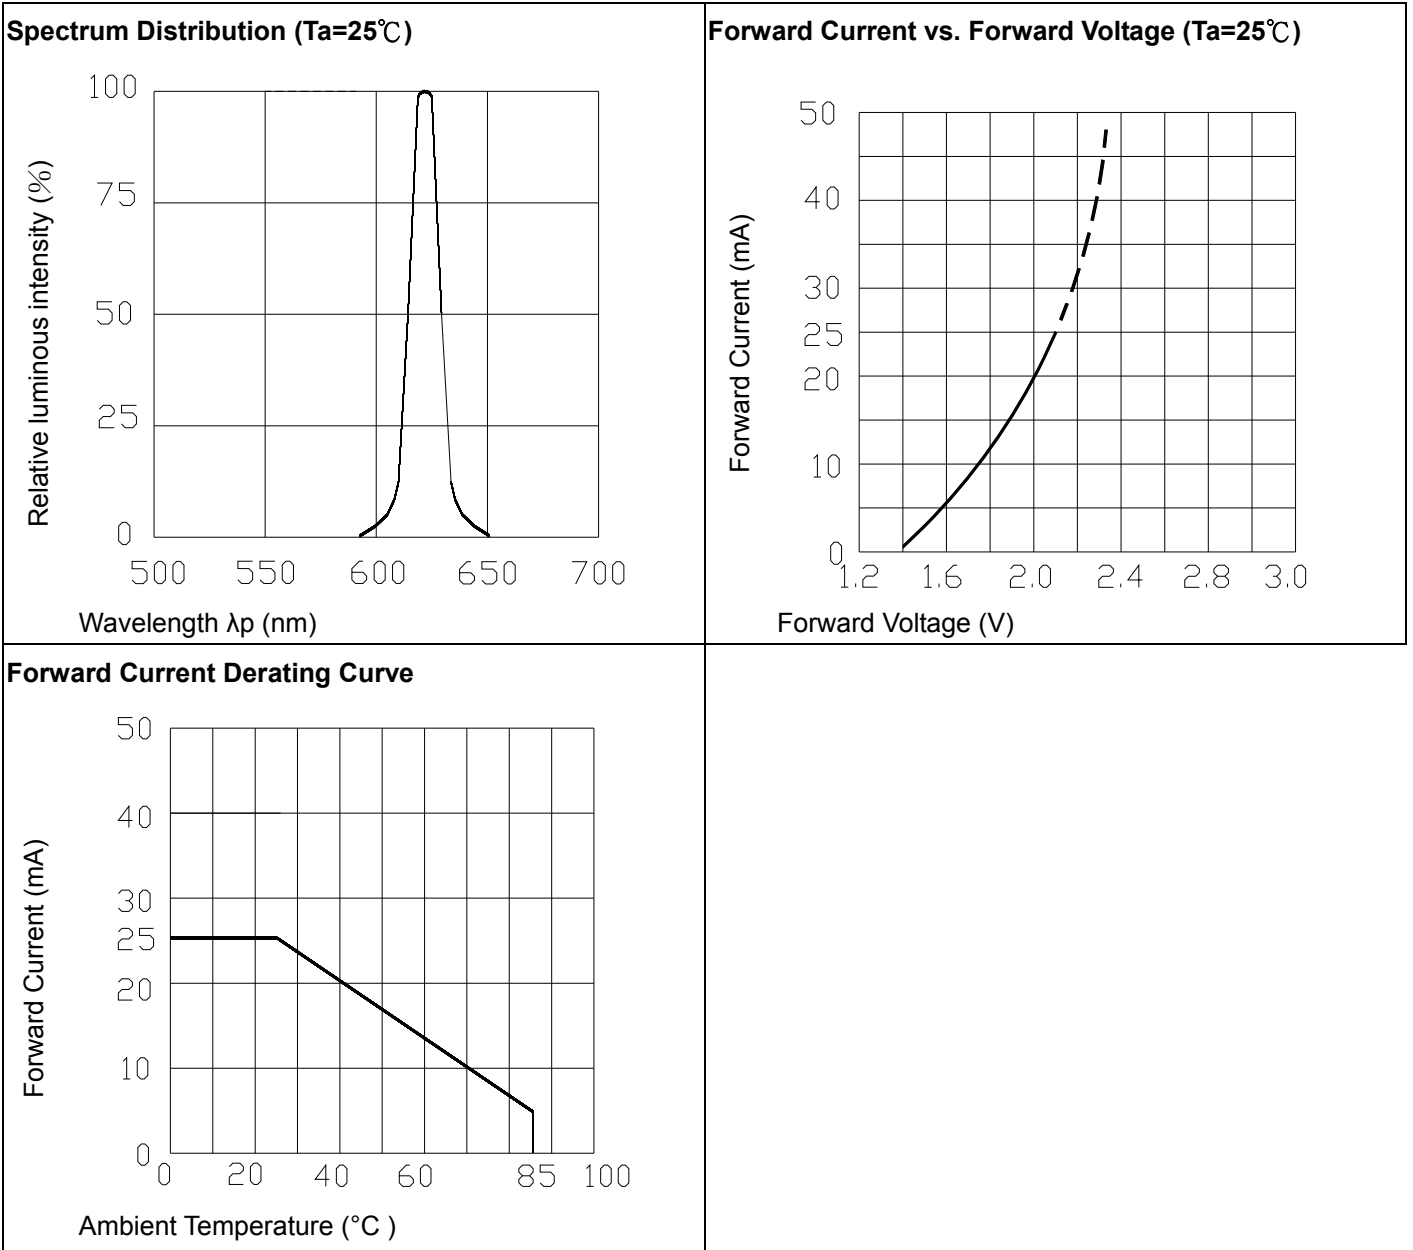 Spectrum Distribution (Ta=25℃)
100
75
50
25
0
500 550 600 650 700
Relative luminous intensity (%)
Wavelength λp (nm)
Forward Current vs. Forward Voltage (Ta=25℃)
50
40
30
25
20
10
0
1.2 1.6 2.0 2.4 2.8 3.0
Forward Current (mA)
Forward Voltage (V)
Forward Current Derating Curve
50
40
30
25
20
10
0
0 20 40 60 85 100
Forward Current (mA)
Ambient Temperature (°C )